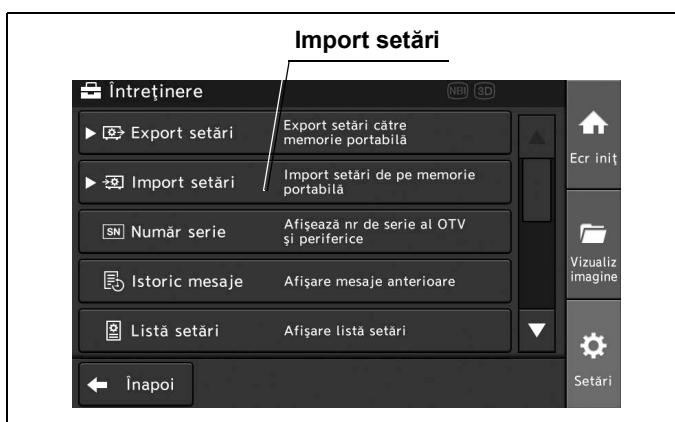 Import setări
Întreţinere
NBI 3D
Export setări
Export setări către
memorie portabilă
Import setări
Import setări de pe memorie
portabilă
SN Număr serie
Afişează nr de serie al OTV
şi periferice
Istoric mesaje
Afişare mesaje anterioare
Listă setări
Afişare listă setări
Înapoi
Ecr iniţ
Vizualiz
imagine
Setări